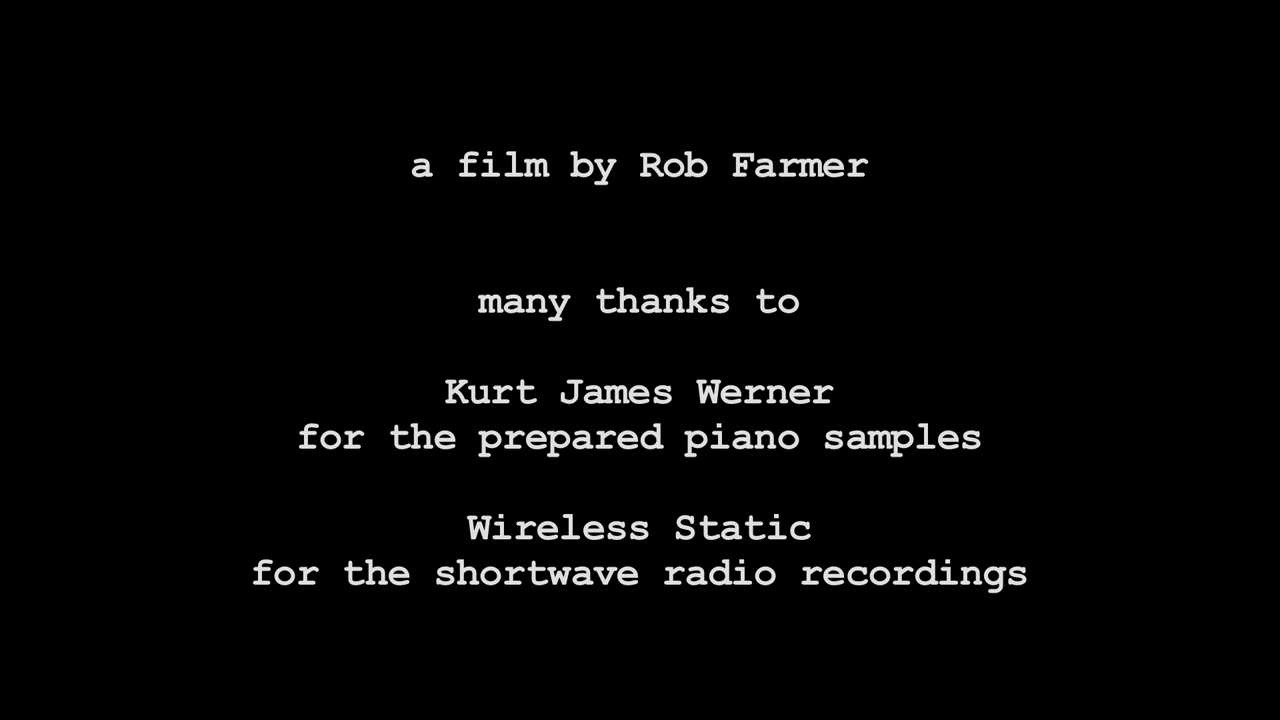 a film by Rob Farmer
many thanks to
Kurt James Werner
for the prepared piano samples
Wireless Static
for the shortwave radio recordings